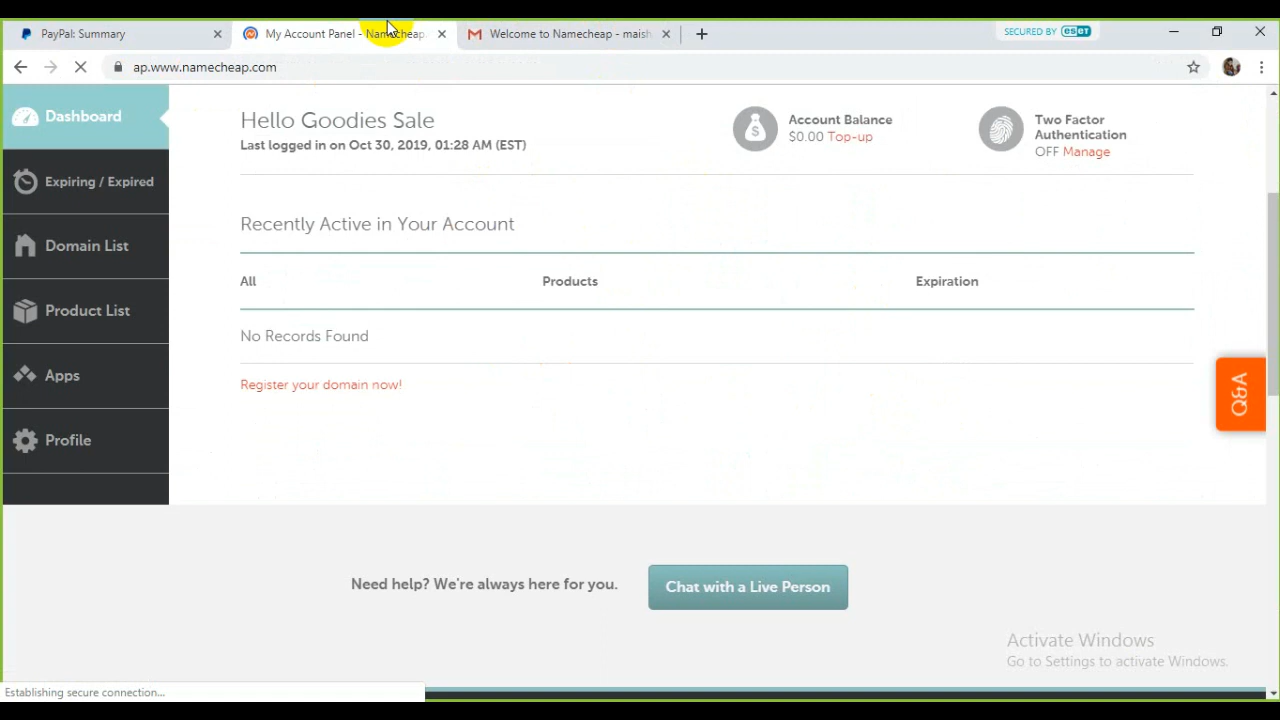 PayPal: Summary
My Account Panel - Namecheap.
Welcome to Namecheap - maish
SECURED BY eset
ap.www.namecheap.com
Dashboard
Expiring / Expired
Domain List
Product List
Apps
Profile
Hello Goodies Sale
Last logged in on Oct 30, 2019, 01:28 AM (EST)
Account Balance
$0.00 Top-up
Two Factor
Authentication
OFF Manage
Recently Active in Your Account
All Products Expiration
No Records Found
Register your domain now!
Q&A
Need help? We're always here for you.
Chat with a Live Person
Activate Windows
Go to Settings to activate Windows.
Establishing secure connection...